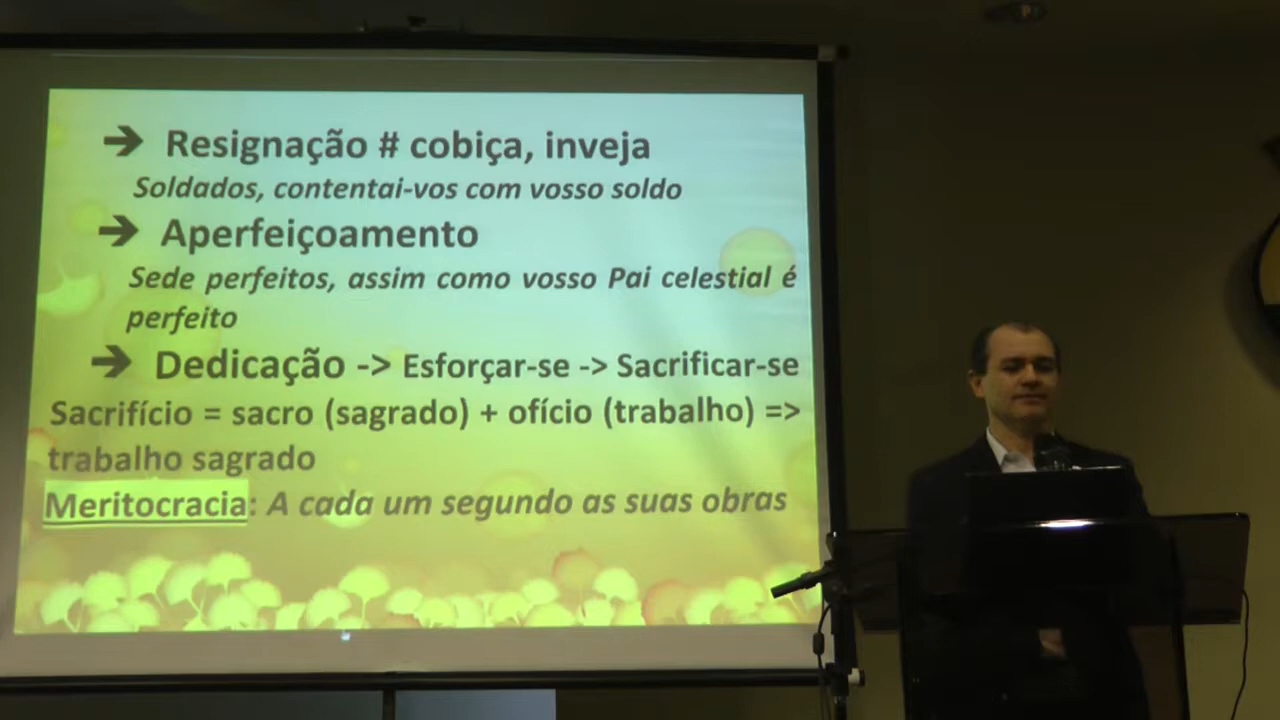 ➔ Resignação # cobiça, inveja
Soldados, contentai-vos com vosso soldo
➔ Aperfeiçoamento
Sede perfeitos, assim como vosso Pai celestial é
perfeito
➔ Dedicação -> Esforçar-se -> Sacrificar-se
Sacrifício = sacro (sagrado) + ofício (trabalho) =>
trabalho sagrado
Meritocracia: A cada um segundo as suas obras